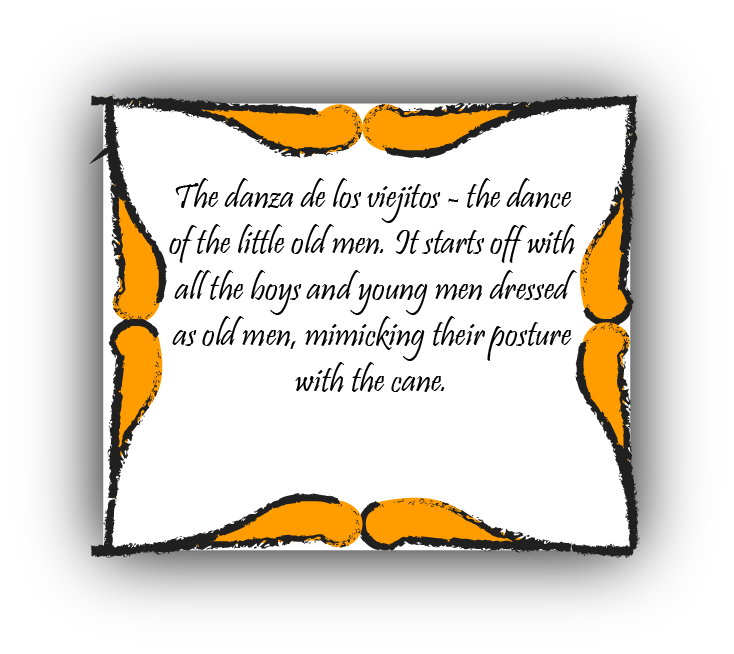 The danza de los viejitos - the dance
of the little old men. It starts off with
all the boys and young men dressed
as old men, mimicking their posture
with the cane.